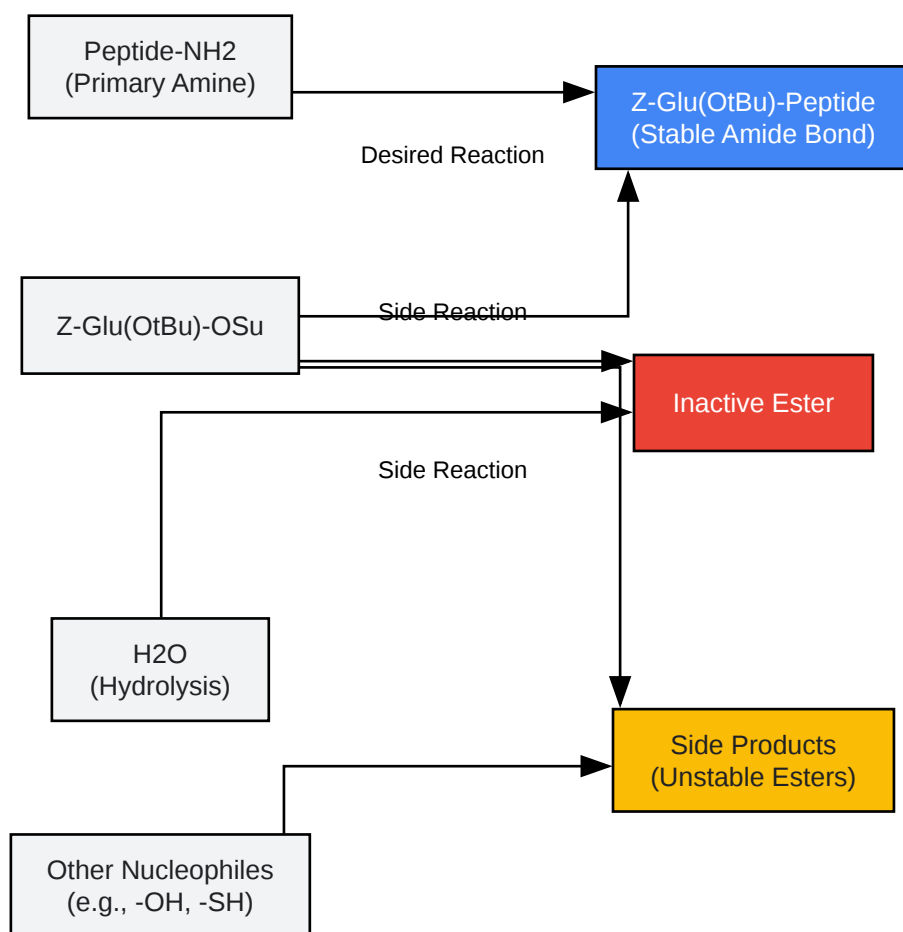 Peptide-NH2
(Primary Amine)
Z-Glu(OtBu)-Peptide
(Stable Amide Bond)
Desired Reaction
Z-Glu(OtBu)-OSu
Side Reaction
Inactive Ester
Side Reaction
H2O
(Hydrolysis)
Side Products
(Unstable Esters)
Other Nucleophiles
(e.g., -OH, -SH)